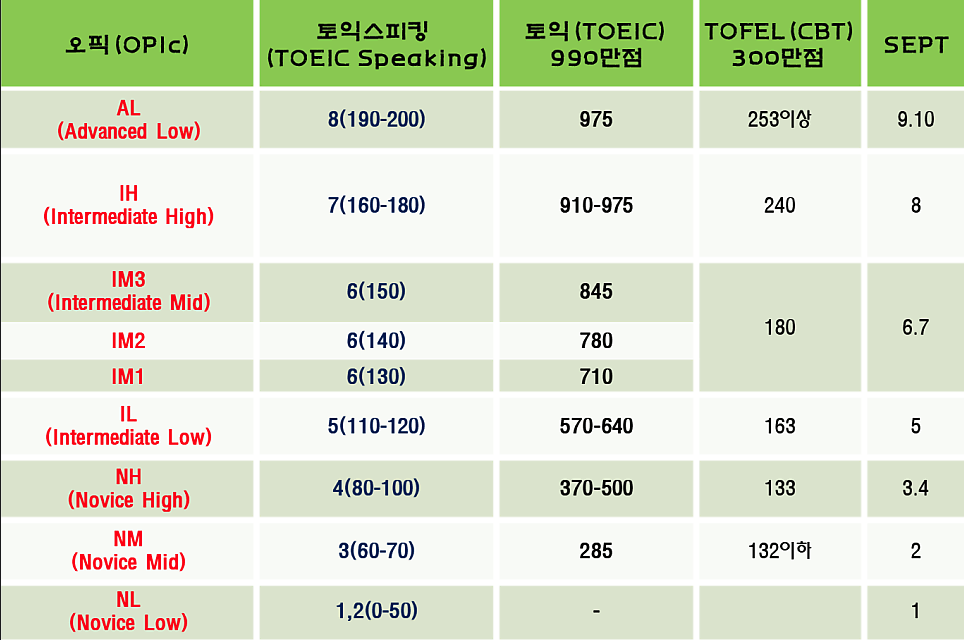 오픽(OPIc) 토익스피킹 (TOEIC Speaking) 토익(TOEIC) 990만점 TOFEL(CBT) 300만점 SEPT
AL (Advanced Low) 8(190-200) 975 253이상 9.10
IH (Intermediate High) 7(160-180) 910-975 240 8
IM3 (Intermediate Mid) 6(150) 845 180 6.7
IM2 6(140) 780
IM1 6(130) 710
IL (Intermediate Low) 5(110-120) 570-640 163 5
NH (Novice High) 4(80-100) 370-500 133 3.4
NM (Novice Mid) 3(60-70) 285 132이하 2
NL (Novice Low) 1,2(0-50) - 1